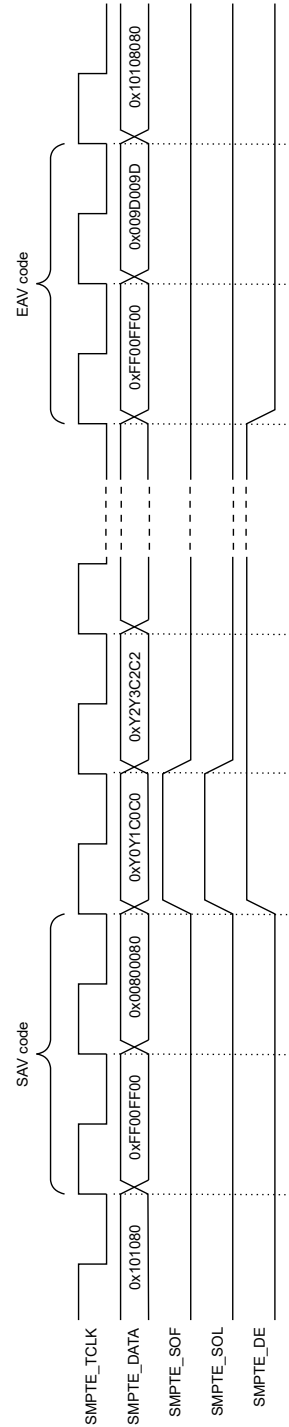 SAV code
EAV code
SMPTE_TCLK
SMPTE_DATA
0x101080
0xFF00FF00
0x00800080
0xY0Y1C0C0
0xY2Y3C2C2
0xFF00FF00
0x009D009D
0x10108080
SMPTE_SOF
SMPTE_SOL
SMPTE_DE